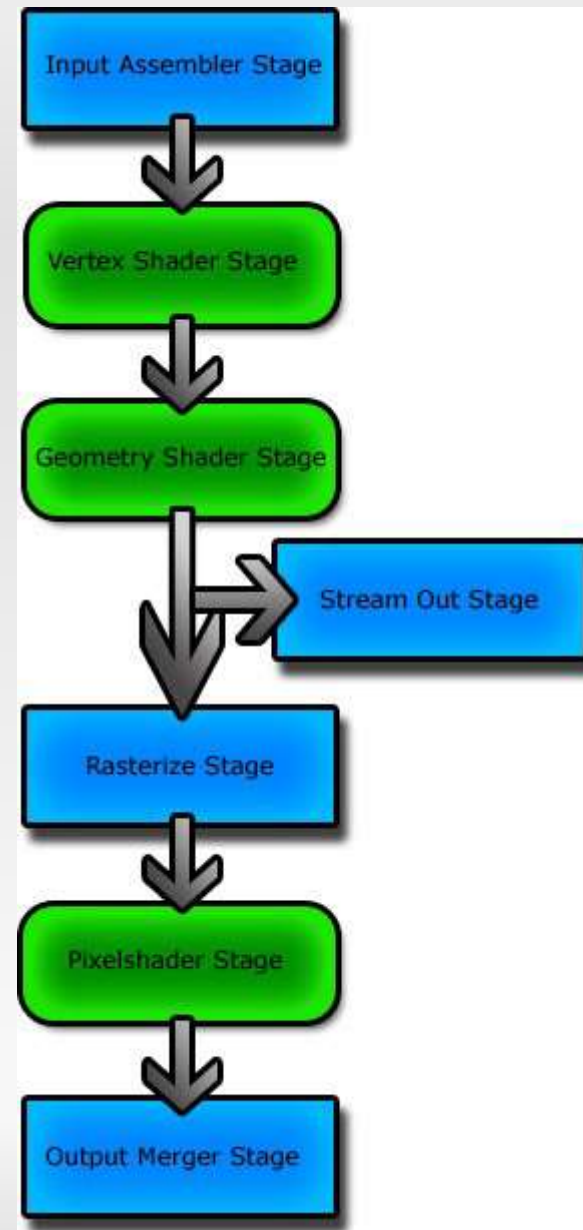 Input Assembler Stage
Vertex Shader Stage
Geometry Shader Stage
Stream Out Stage
Rasterize Stage
Pixelshader Stage
Output Merger Stage